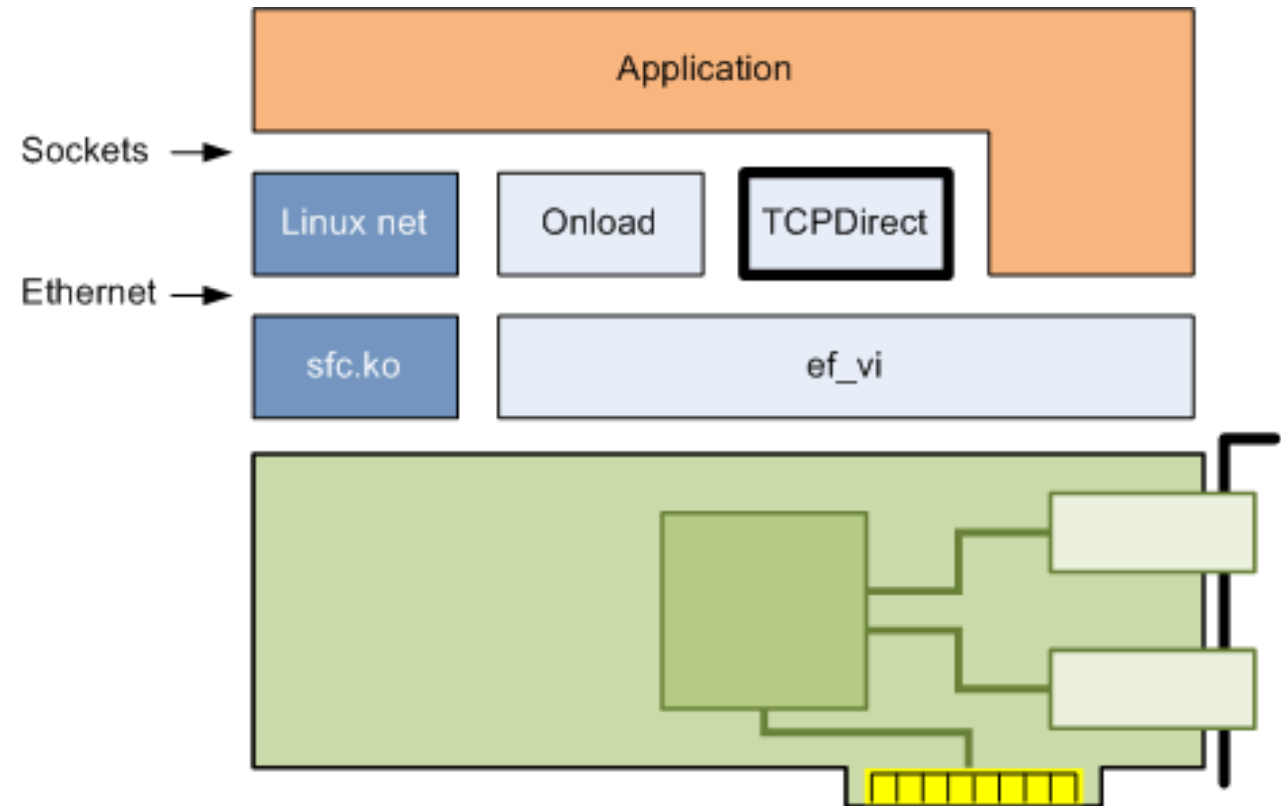 Application
Sockets
Linux net
Onload
TCPDirect
Ethernet
sfc.ko
ef_vi